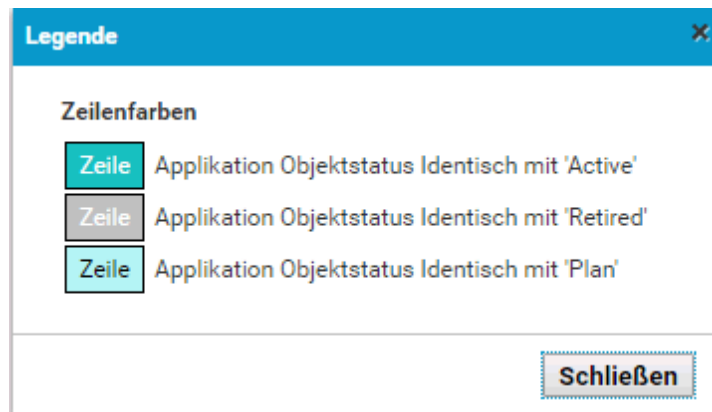 Legende
Zeilenfarben
Zeile Applikation Objektstatus Identisch mit 'Active'
Zeile Applikation Objektstatus Identisch mit 'Retired'
Zeile Applikation Objektstatus Identisch mit 'Plan'
Schließen